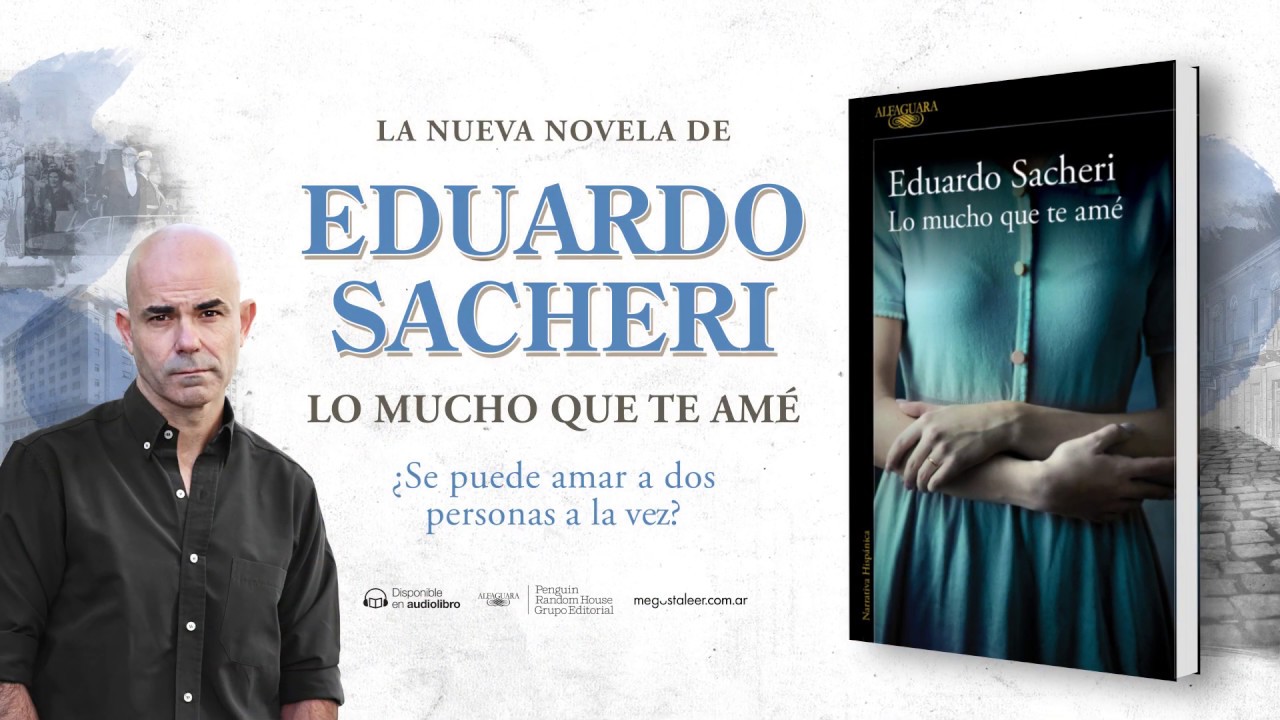 LA NUEVA NOVELA DE
EDUARDO
SACHERI
LO MUCHO QUE TE AMÉ
¿Se puede amar a dos
personas a la vez?
Disponible
en audiolibro
ALFAGUARA
Penguin
Random House
Grupo Editorial
megustaleer.com.ar
ALFAGUARA
Eduardo Sacheri
Lo mucho que te amé
Narrativa Hispánica